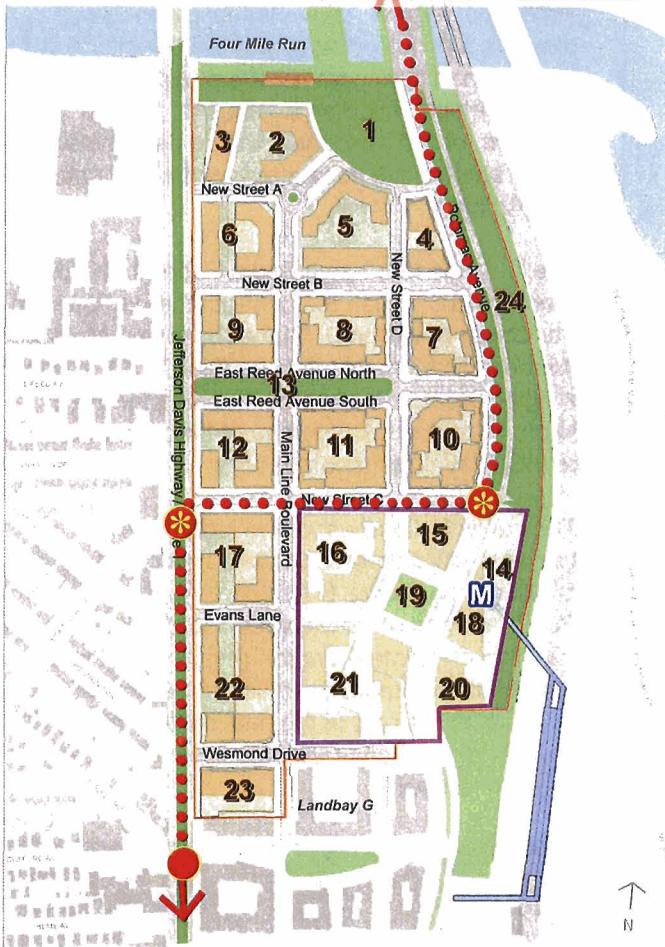 Four Mile Run
1
3
2
New Street A
6
5
4
Potomac Avenue
New Street B
New Street D
24
9
8
7
Jefferson Davis Highway/
East Reed Avenue North
13
East Reed Avenue South
12
Main Line Boulevard
11
10
New Street C
17
16
15
14
M
19
18
Evans Lane
22
21
20
Wesmond Drive
23
Landbay G
N